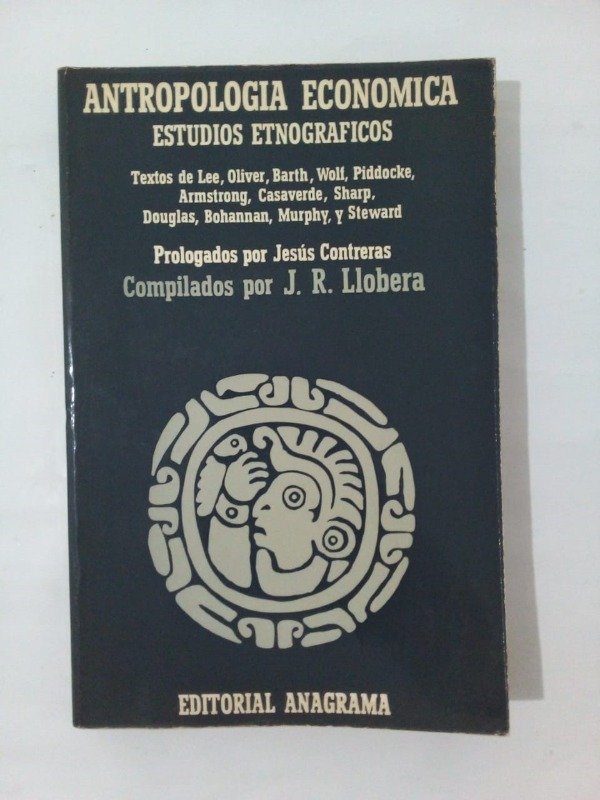 ANTROPOLOGIA ECONOMICA
ESTUDIOS ETNOGRAFICOS
Textos de Lee, Oliver, Barth, Wolf, Piddocke,
Armstrong, Casaverde, Sharp,
Douglas, Bohannan, Murphy, y Steward
Prologados por Jesús Contreras
Compilados por J. R. Llobera
EDITORIAL ANAGRAMA